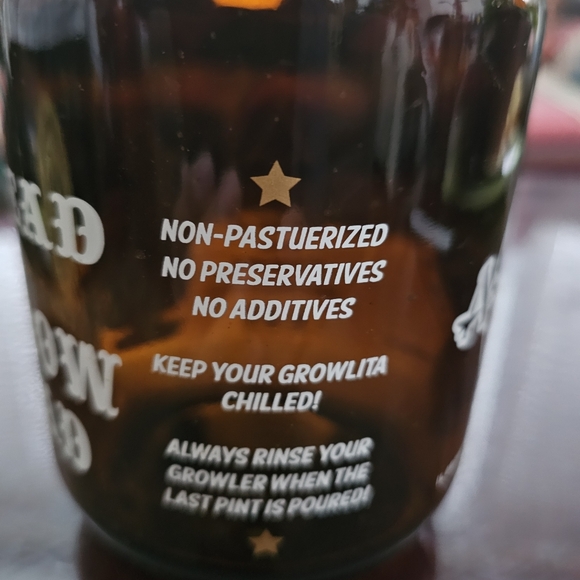 NON-PASTUERIZED
NO PRESERVATIVES
NO ADDITIVES
KEEP YOUR GROWLITA
CHILLED!
ALWAYS RINSE YOUR
GROWLER WHEN THE
LAST PINT IS POURED!